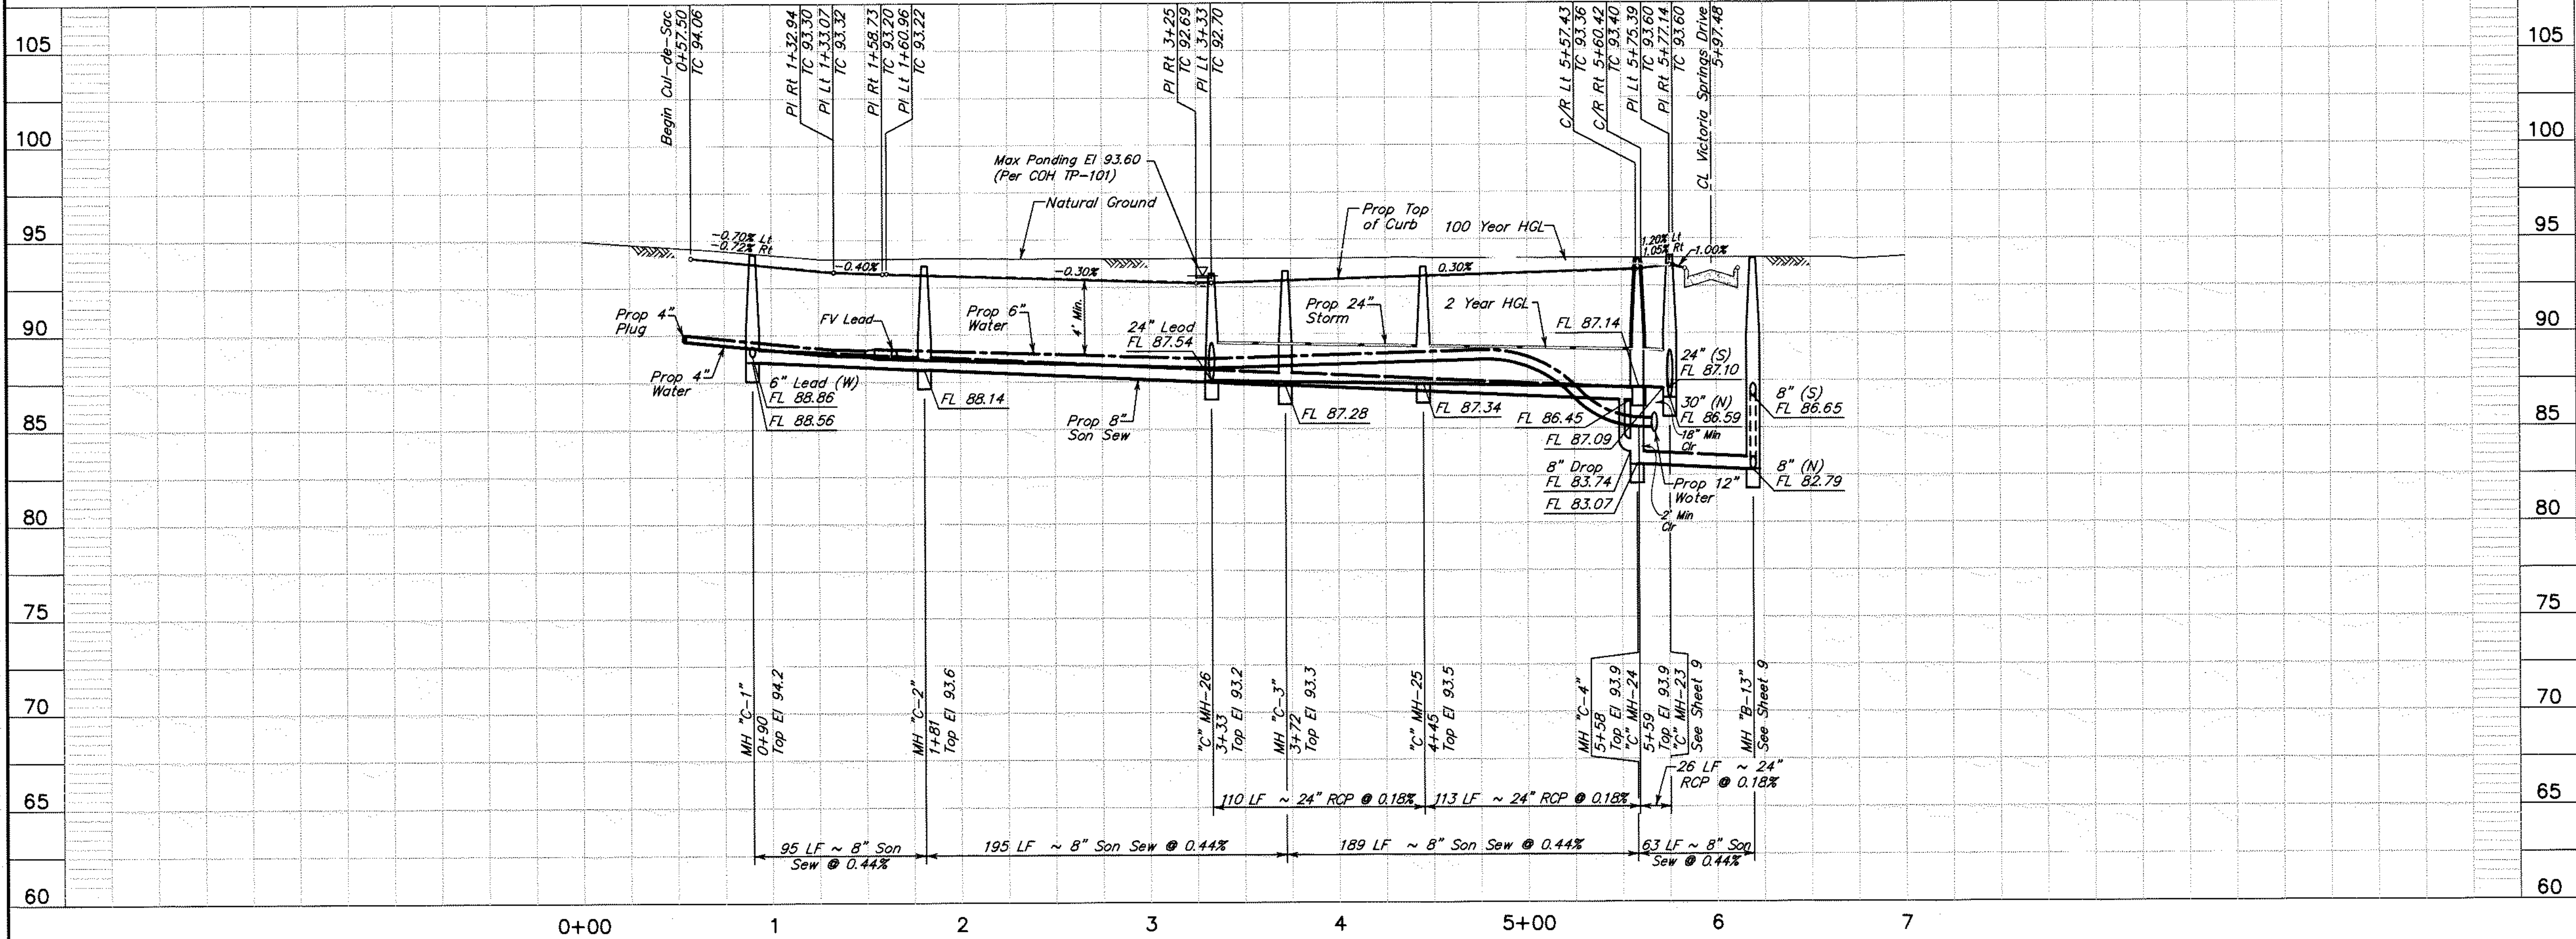 Begin Cul-de-Sac
0+57.50
TC 94.06
PI Rt 1+32.94
TC 93.30
PI Lt 1+33.07
TC 93.32
PI Rt 1+58.73
TC 93.20
PI Lt 1+60.96
TC 93.22
PI Rt 3+25
TC 92.69
PI Lt 3+33
TC 92.70
C/R Lt 5+57.43
TC 93.36
C/R Rt 5+60.42
TC 93.40
PI Lt 5+75.39
TC 93.60
PI Rt 5+77.14
TC 93.60
CL Victoria Springs Drive
5+97.48
105
105
100
100
95
95
90
90
85
85
80
80
75
75
70
70
65
65
60
60
Max Ponding El 93.60
(Per COH TP-101)
Natural Ground
Prop Top
of Curb
100 Year HGL
-0.70% Lt
-0.72% Rt
-0.40%
-0.30%
0.30%
1.20% Lt
1.05% Rt
-1.00%
Prop 4"
Plug
FV Lead
Prop 6"
Water
4' Min.
24" Lead
FL 87.54
Prop 24"
Storm
2 Year HGL
FL 87.14
24" (S)
FL 87.10
Prop 4"
Water
6" Lead (W)
FL 88.86
FL 88.56
FL 88.14
Prop 8"
San Sew
FL 87.28
FL 87.34
FL 86.45
FL 87.09
30" (N)
FL 86.59
18" Min
Clr
8" (S)
FL 86.65
8" Drop
FL 83.74
FL 83.07
Prop 12"
Water
2' Min
Clr
8" (N)
FL 82.79
MH "C-1"
0+90
Top El 94.2
MH "C-2"
1+81
Top El 93.6
"C" MH-26
3+33
Top El 93.2
MH "C-3"
3+72
Top El 93.3
"C" MH-25
4+45
Top El 93.5
MH "C-4"
5+58
Top El 93.9
"C" MH-24
5+59
Top El 93.9
"C" MH-23
See Sheet 9
MH "B-13"
See Sheet 9
110 LF ~ 24" RCP @ 0.18%
113 LF ~ 24" RCP @ 0.18%
26 LF ~ 24"
RCP @ 0.18%
95 LF ~ 8" San
Sew @ 0.44%
195 LF ~ 8" San Sew @ 0.44%
189 LF ~ 8" San Sew @ 0.44%
63 LF ~ 8" San
Sew @ 0.44%
0+00
1
2
3
4
5+00
6
7